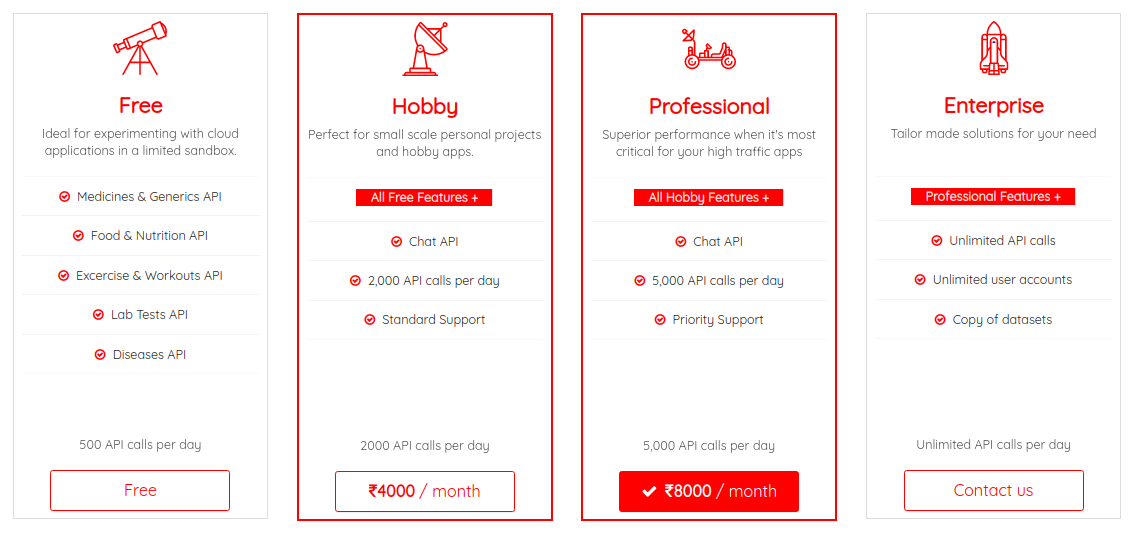 Free
Ideal for experimenting with cloud
applications in a limited sandbox.
Medicines & Generics API
Food & Nutrition API
Excercise & Workouts API
Lab Tests API
Diseases API
500 API calls per day
Free
Hobby
Perfect for small scale personal projects
and hobby apps.
All Free Features +
Chat API
2,000 API calls per day
Standard Support
2000 API calls per day
₹4000 / month
Professional
Superior performance when it's most
critical for your high traffic apps
All Hobby Features +
Chat API
5,000 API calls per day
Priority Support
5,000 API calls per day
₹8000 / month
Enterprise
Tailor made solutions for your need
Professional Features +
Unlimited API calls
Unlimited user accounts
Copy of datasets
Unlimited API calls per day
Contact us